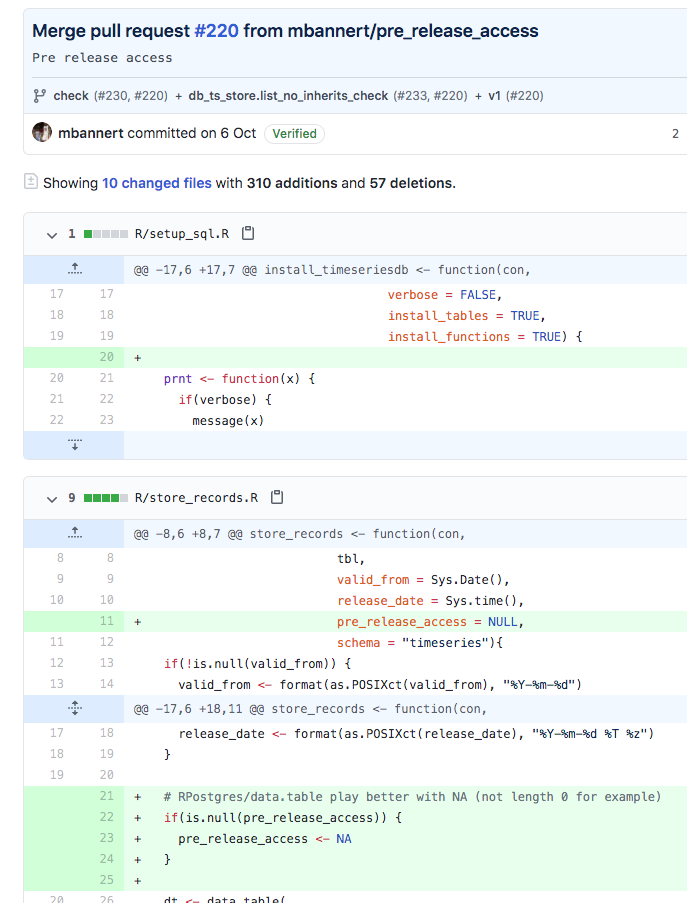 Merge pull request #220 from mbannert/pre_release_access
Pre release access
check (#230, #220) + db_ts_store.list_no_inherits_check (#233, #220) + v1 (#220)
mbannert committed on 6 Oct Verified 2
Showing 10 changed files with 310 additions and 57 deletions.
1 R/setup_sql.R
@@ -17,6 +17,7 @@ install_timeseriesdb <- function(con,
17 17 verbose = FALSE,
18 18 install_tables = TRUE,
19 19 install_functions = TRUE) {
20 +
20 21 prnt <- function(x) {
21 22 if(verbose) {
22 23 message(x)
9 R/store_records.R
@@ -8,6 +8,7 @@ store_records <- function(con,
8 8 tbl,
9 9 valid_from = Sys.Date(),
10 10 release_date = Sys.time(),
11 + pre_release_access = NULL,
11 12 schema = "timeseries"){
12 13 if(!is.null(valid_from)) {
13 14 valid_from <- format(as.POSIXct(valid_from), "%Y-%m-%d")
@@ -17,6 +18,11 @@ store_records <- function(con,
17 18 release_date <- format(as.POSIXct(release_date), "%Y-%m-%d %T %z")
18 19 }
19 20
21 + # RPostgres/data.table play better with NA (not length 0 for example)
22 + if(is.null(pre_release_access)) {
23 + pre_release_access <- NA
24 + }
25 +
20 26 dt <- data.table(